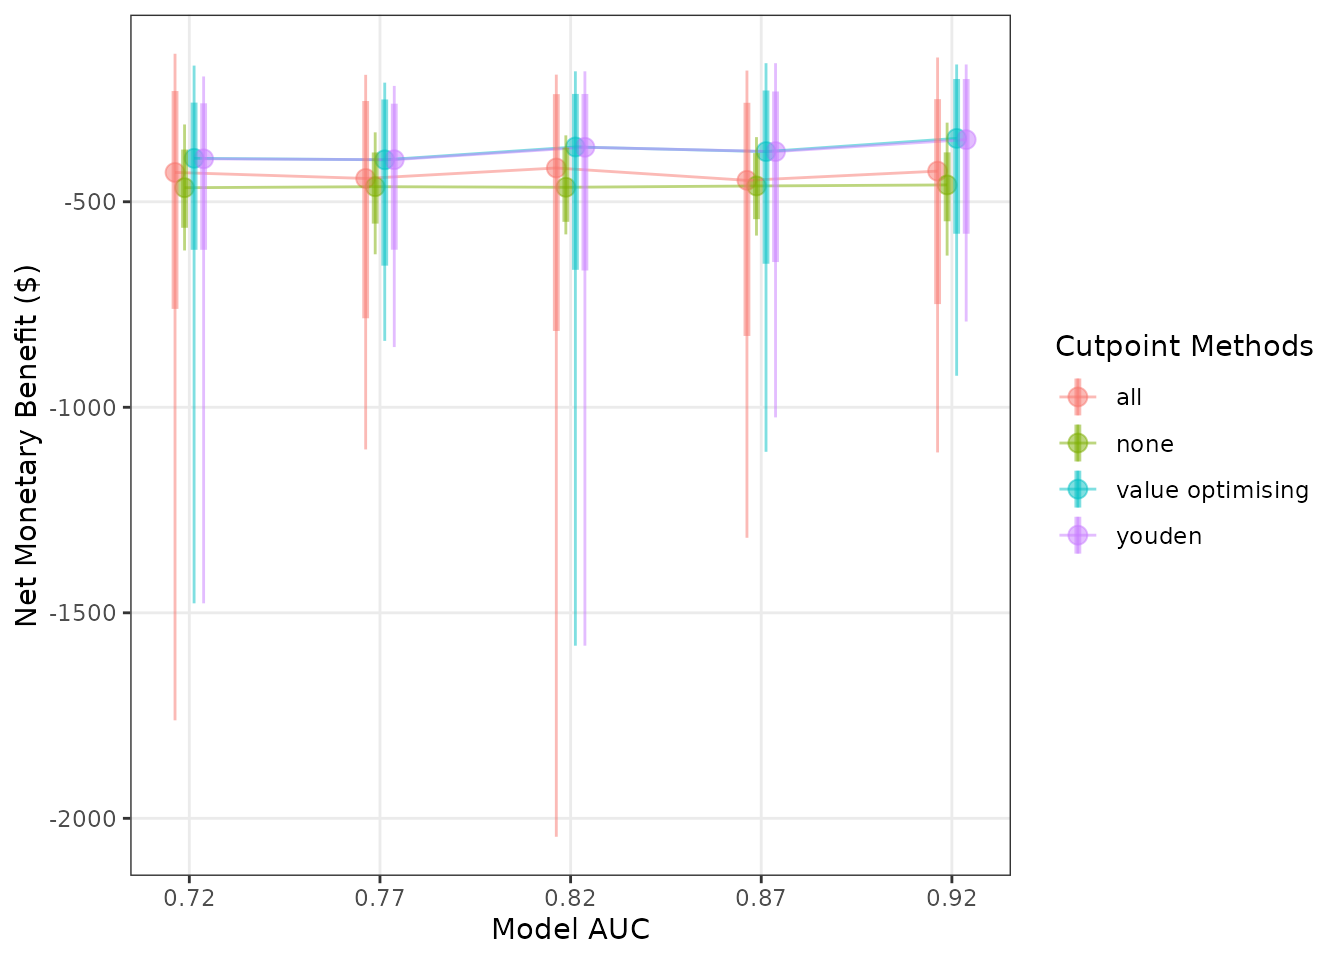 Net Monetary Benefit ($)
-500
-1000
-1500
-2000
0.72 0.77 0.82 0.87 0.92
Model AUC
Cutpoint Methods
all
none
value optimising
youden